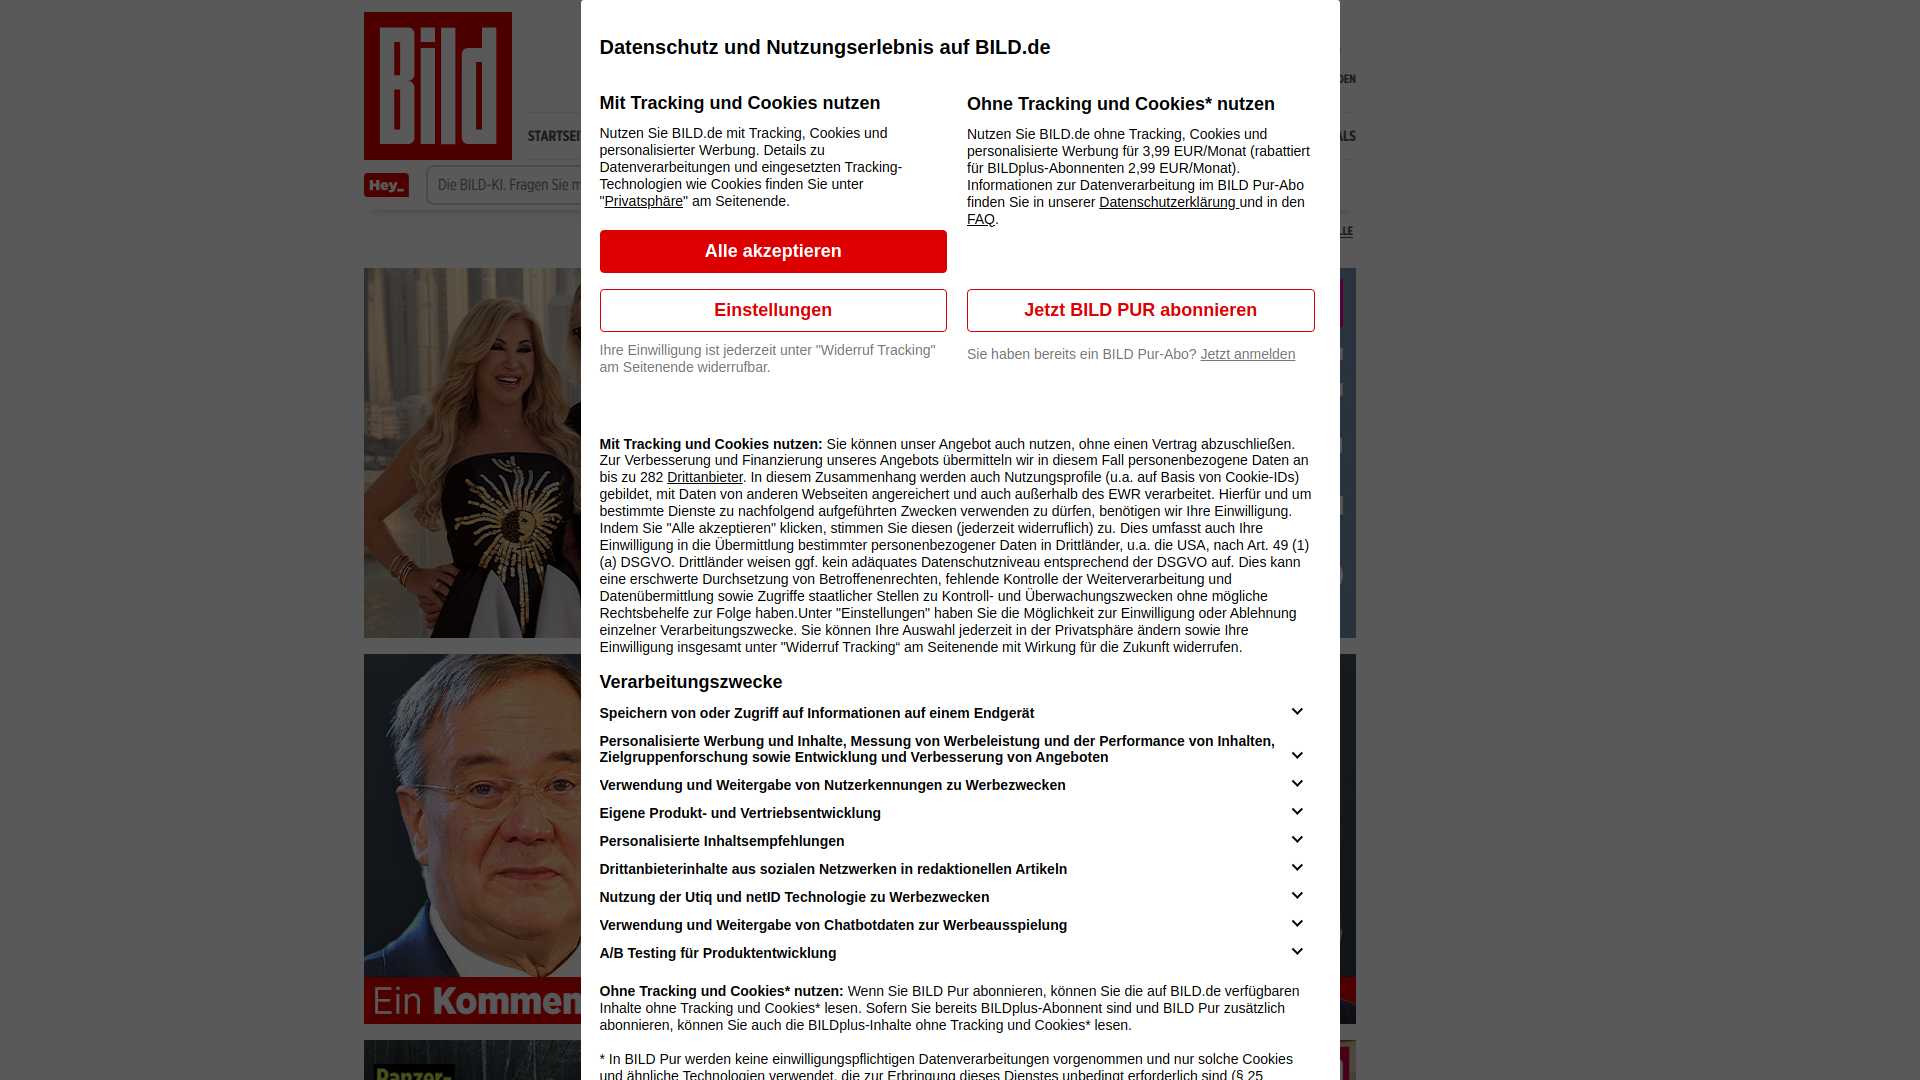 Bild
DEN
STARTSEI
ALS
Hey_
Die BILD-KI. Fragen Sie m
LLE
Datenschutz und Nutzungserlebnis auf BILD.de
Mit Tracking und Cookies nutzen
Nutzen Sie BILD.de mit Tracking, Cookies und
personalisierter Werbung. Details zu
Datenverarbeitungen und eingesetzten Tracking-
Technologien wie Cookies finden Sie unter
"Privatsphäre" am Seitenende.
Alle akzeptieren
Einstellungen
Ihre Einwilligung ist jederzeit unter "Widerruf Tracking"
am Seitenende widerrufbar.
Ohne Tracking und Cookies* nutzen
Nutzen Sie BILD.de ohne Tracking, Cookies und
personalisierte Werbung für 3,99 EUR/Monat (rabattiert
für BILDplus-Abonnenten 2,99 EUR/Monat).
Informationen zur Datenverarbeitung im BILD Pur-Abo
finden Sie in unserer Datenschutzerklärung und in den
FAQ.
Jetzt BILD PUR abonnieren
Sie haben bereits ein BILD Pur-Abo? Jetzt anmelden
Mit Tracking und Cookies nutzen: Sie können unser Angebot auch nutzen, ohne einen Vertrag abzuschließen.
Zur Verbesserung und Finanzierung unseres Angebots übermitteln wir in diesem Fall personenbezogene Daten an
bis zu 282 Drittanbieter. In diesem Zusammenhang werden auch Nutzungsprofile (u.a. auf Basis von Cookie-IDs)
gebildet, mit Daten von anderen Webseiten angereichert und auch außerhalb des EWR verarbeitet. Hierfür und um
bestimmte Dienste zu nachfolgend aufgeführten Zwecken verwenden zu dürfen, benötigen wir Ihre Einwilligung.
Indem Sie "Alle akzeptieren" klicken, stimmen Sie diesen (jederzeit widerruflich) zu. Dies umfasst auch Ihre
Einwilligung in die Übermittlung bestimmter personenbezogener Daten in Drittländer, u.a. die USA, nach Art. 49 (1)
(a) DSGVO. Drittländer weisen ggf. kein adäquates Datenschutzniveau entsprechend der DSGVO auf. Dies kann
eine erschwerte Durchsetzung von Betroffenenrechten, fehlende Kontrolle der Weiterverarbeitung und
Datenübermittlung sowie Zugriffe staatlicher Stellen zu Kontroll- und Überwachungszwecken ohne mögliche
Rechtsbehelfe zur Folge haben.Unter "Einstellungen" haben Sie die Möglichkeit zur Einwilligung oder Ablehnung
einzelner Verarbeitungszwecke. Sie können Ihre Auswahl jederzeit in der Privatsphäre ändern sowie Ihre
Einwilligung insgesamt unter "Widerruf Tracking“ am Seitenende mit Wirkung für die Zukunft widerrufen.
Verarbeitungszwecke
Speichern von oder Zugriff auf Informationen auf einem Endgerät
Personalisierte Werbung und Inhalte, Messung von Werbeleistung und der Performance von Inhalten,
Zielgruppenforschung sowie Entwicklung und Verbesserung von Angeboten
Verwendung und Weitergabe von Nutzerkennungen zu Werbezwecken
Eigene Produkt- und Vertriebsentwicklung
Personalisierte Inhaltsempfehlungen
Drittanbieterinhalte aus sozialen Netzwerken in redaktionellen Artikeln
Nutzung der Utiq und netID Technologie zu Werbezwecken
Verwendung und Weitergabe von Chatbotdaten zur Werbeausspielung
A/B Testing für Produktentwicklung
Ein Kommen
Ohne Tracking und Cookies* nutzen: Wenn Sie BILD Pur abonnieren, können Sie die auf BILD.de verfügbaren
Inhalte ohne Tracking und Cookies* lesen. Sofern Sie bereits BILDplus-Abonnent sind und BILD Pur zusätzlich
abonnieren, können Sie auch die BILDplus-Inhalte ohne Tracking und Cookies* lesen.
* In BILD Pur werden keine einwilligungspflichtigen Datenverarbeitungen vorgenommen und nur solche Cookies
und ähnliche Technologien verwendet, die zur Erbringung dieses Dienstes unbedingt erforderlich sind (§ 25
Panzer-